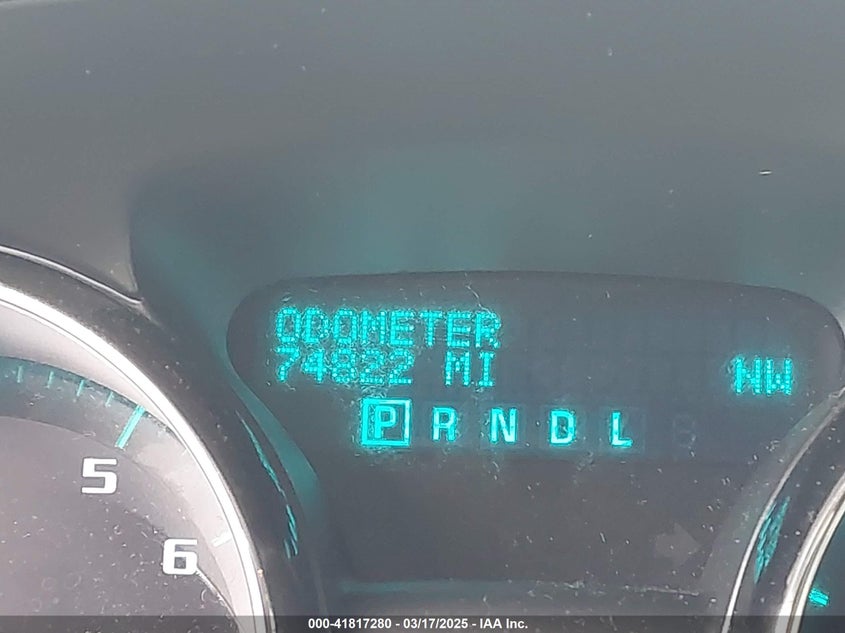 ODOMETER
74822 MI
NW
P R N D L
5
6
000-41817280 - 03/17/2025 - IAA Inc.